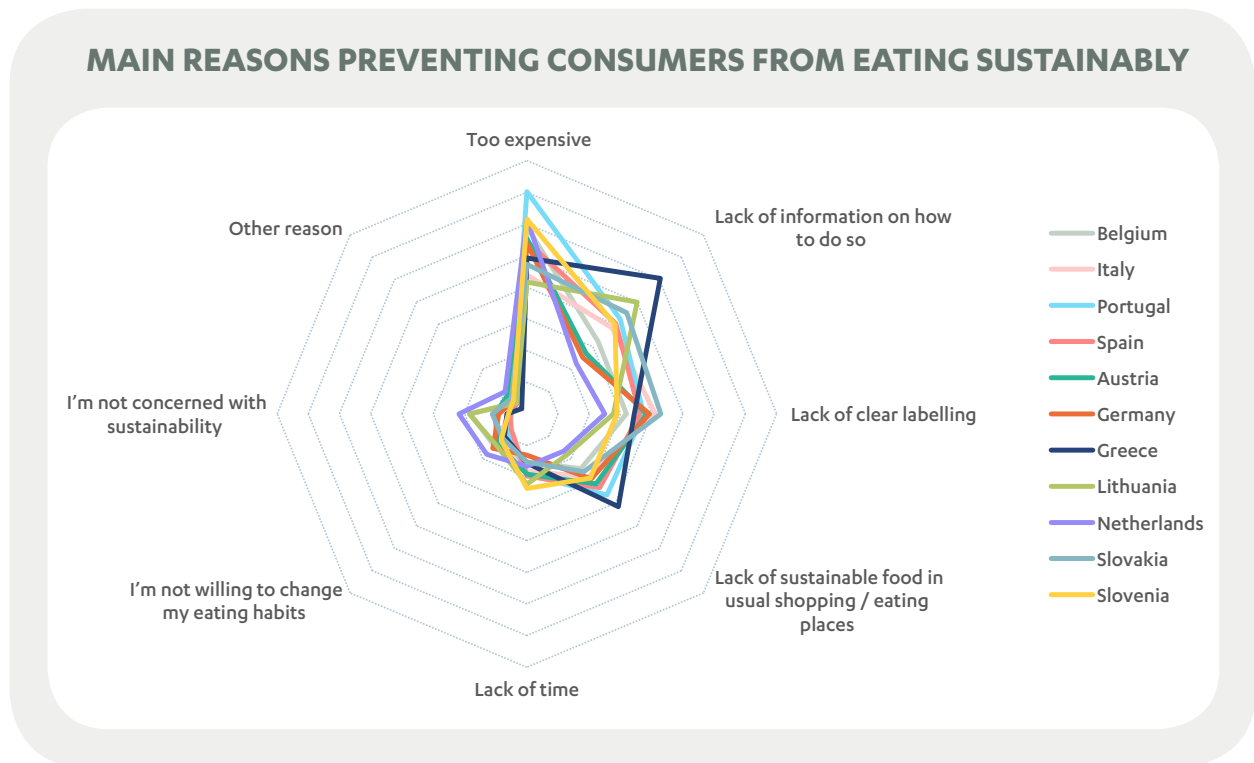 MAIN REASONS PREVENTING CONSUMERS FROM EATING SUSTAINABLY
Too expensive
Other reason
Lack of information on how
to do so
I'm not concerned with
sustainability
Lack of clear labelling
I'm not willing to change
my eating habits
Lack of sustainable food in
usual shopping / eating
places
Lack of time
Belgium
Italy
Portugal
Spain
Austria
Germany
Greece
Lithuania
Netherlands
Slovakia
Slovenia